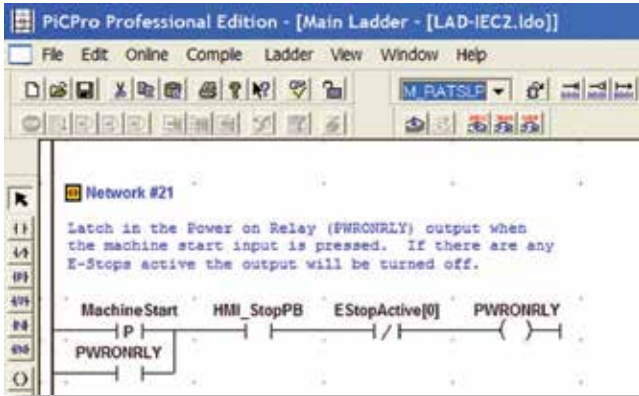 PiCPro Professional Edition - [Main Ladder - [LAD-IEC2.ldo]]
File Edit Online Comple Ladder View Window Help
M_RATSLP
Network #21
Latch in the Power on Relay (PWRONRLY) output when
the machine start input is pressed. If there are any
E-Stops active the output will be turned off.
MachineStart HMI_StopPB EStopActive[0] PWRONRLY
P
PWRONRLY